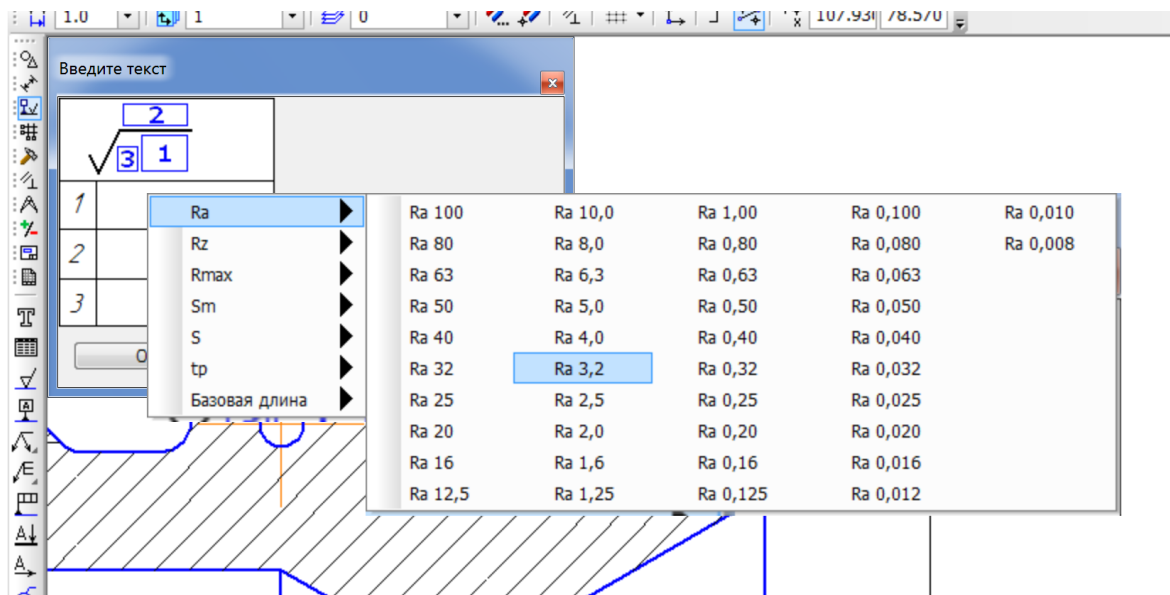 1.0 1 0 107.930 78.570
Введите текст
2
3 1
1
2
3
Ra
Rz
Rmax
Sm
S
tp
Базовая длина
Ra 100 Ra 10,0 Ra 1,00 Ra 0,100 Ra 0,010
Ra 80 Ra 8,0 Ra 0,80 Ra 0,080 Ra 0,008
Ra 63 Ra 6,3 Ra 0,63 Ra 0,063
Ra 50 Ra 5,0 Ra 0,50 Ra 0,050
Ra 40 Ra 4,0 Ra 0,40 Ra 0,040
Ra 32 Ra 3,2 Ra 0,32 Ra 0,032
Ra 25 Ra 2,5 Ra 0,25 Ra 0,025
Ra 20 Ra 2,0 Ra 0,20 Ra 0,020
Ra 16 Ra 1,6 Ra 0,16 Ra 0,016
Ra 12,5 Ra 1,25 Ra 0,125 Ra 0,012